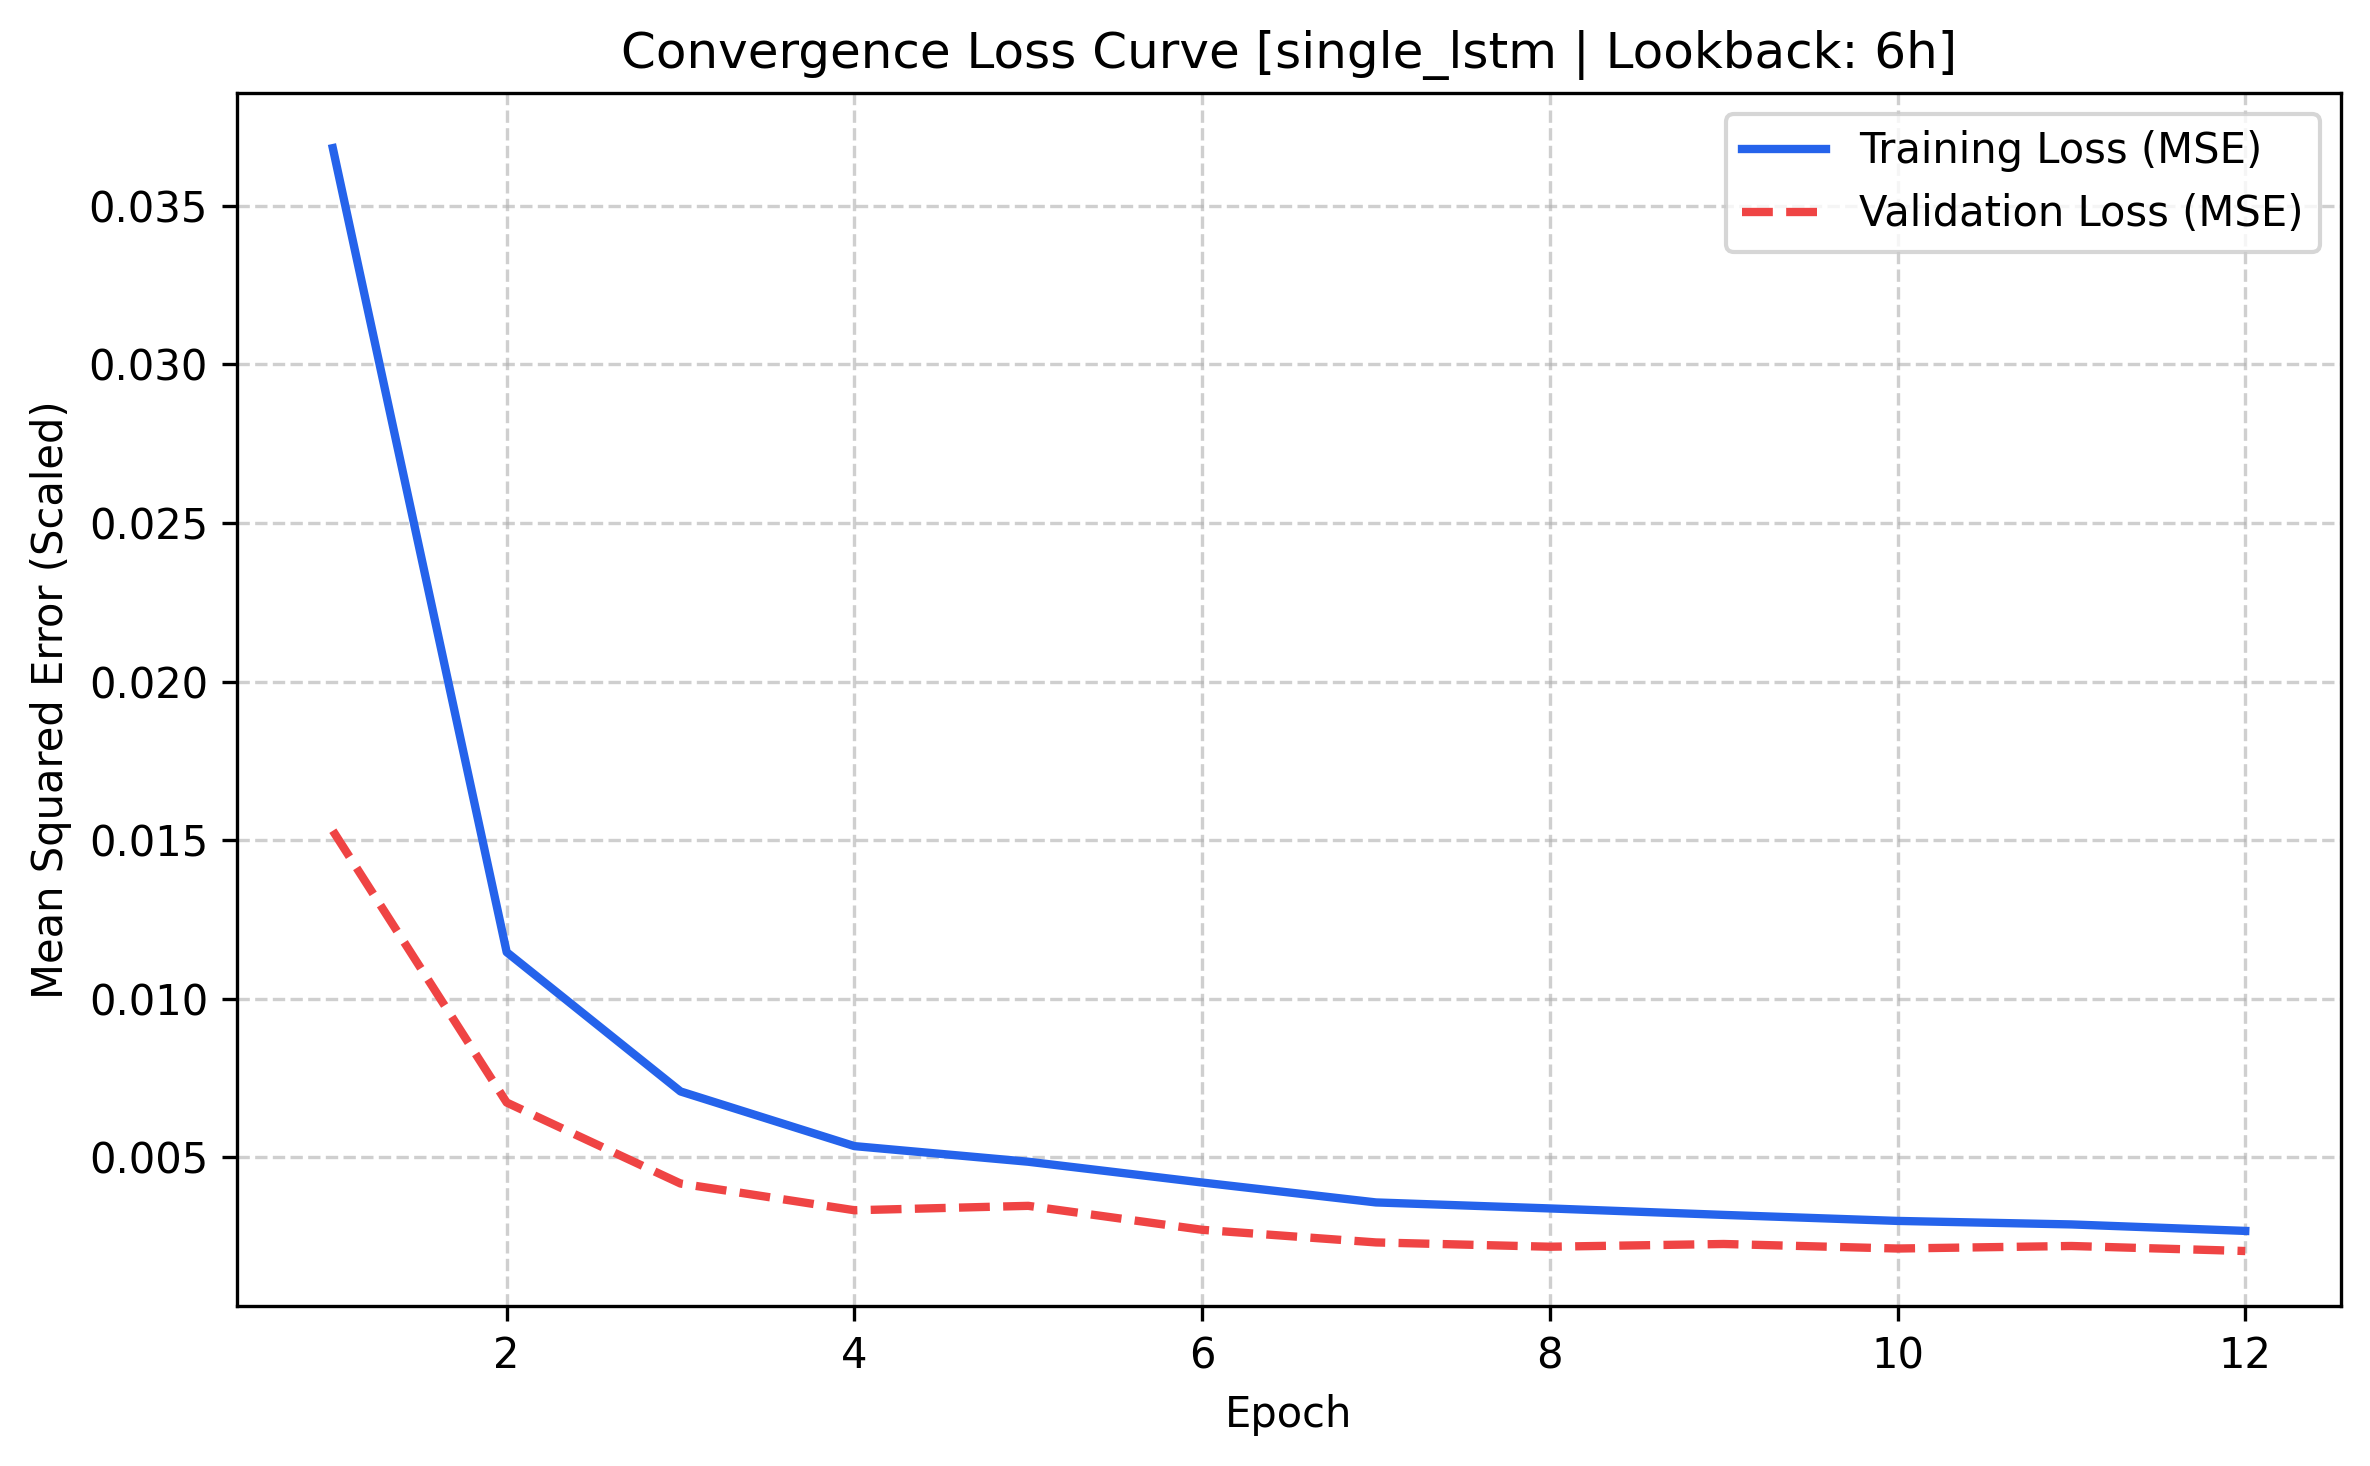 Convergence Loss Curve [single_lstm | Lookback: 6h]
Training Loss (MSE)
Validation Loss (MSE)
Mean Squared Error (Scaled)
0.035
0.030
0.025
0.020
0.015
0.010
0.005
2
4
6
8
10
12
Epoch